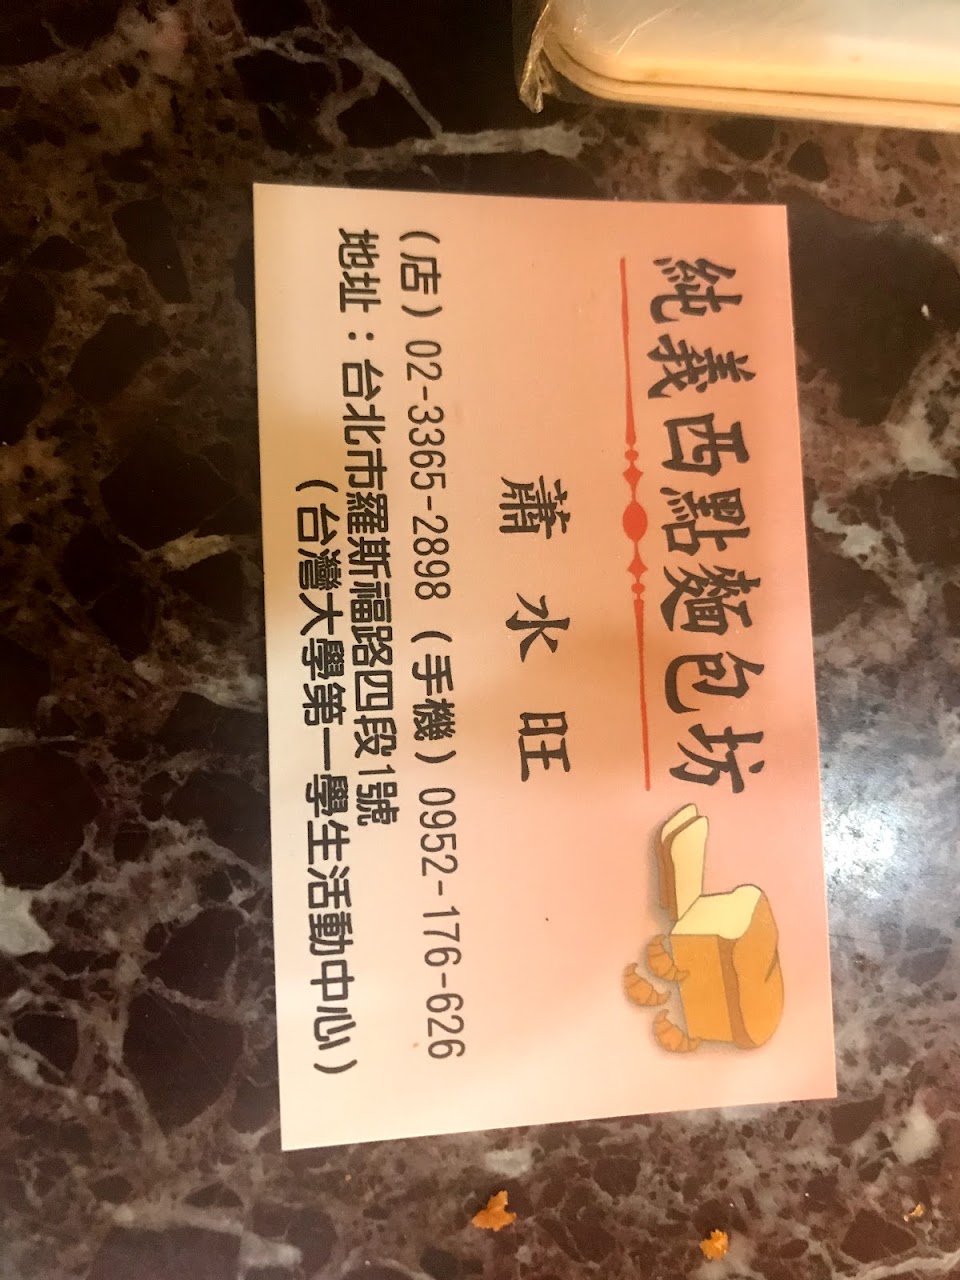 純義西點麵包坊
蕭水旺
（店）02-3365-2898（手機）0952-176-626
地址：台北市羅斯福路四段1號
（台灣大學第一學生活動中心）